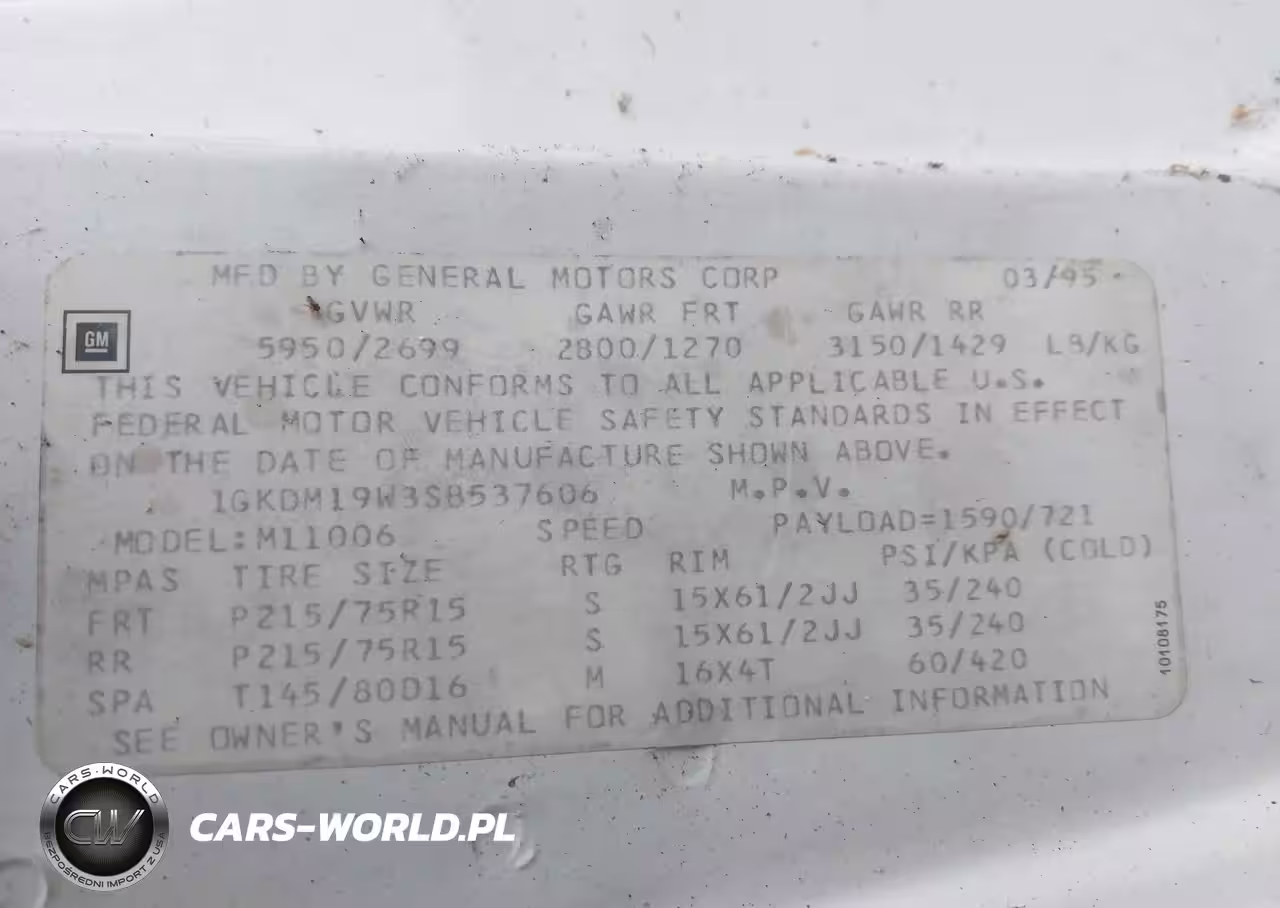 MFD BY GENERAL MOTORS CORP 03/95
GVWR GAWR FRT GAWR RR
GM
5950/2699 2800/1270 3150/1429 LB/KG
THIS VEHICLE CONFORMS TO ALL APPLICABLE U.S.
FEDERAL MOTOR VEHICLE SAFETY STANDARDS IN EFFECT
ON THE DATE OF MANUFACTURE SHOWN ABOVE.
1GKDM19W3SB537606 M.P.V.
MODEL:M11006 SPEED PAYLOAD=1590/721
MPAS TIRE SIZE RTG RIM PSI/KPA (COLD)
FRT P215/75R15 S 15X61/2JJ 35/240
RR P215/75R15 S 15X61/2JJ 35/240
SPA T145/80D16 M 16X4T 60/420
SEE OWNER'S MANUAL FOR ADDITIONAL INFORMATION
10108175
CARS-WORLD
CW
BEZPOŚREDNI IMPORT Z USA
CARS-WORLD.PL